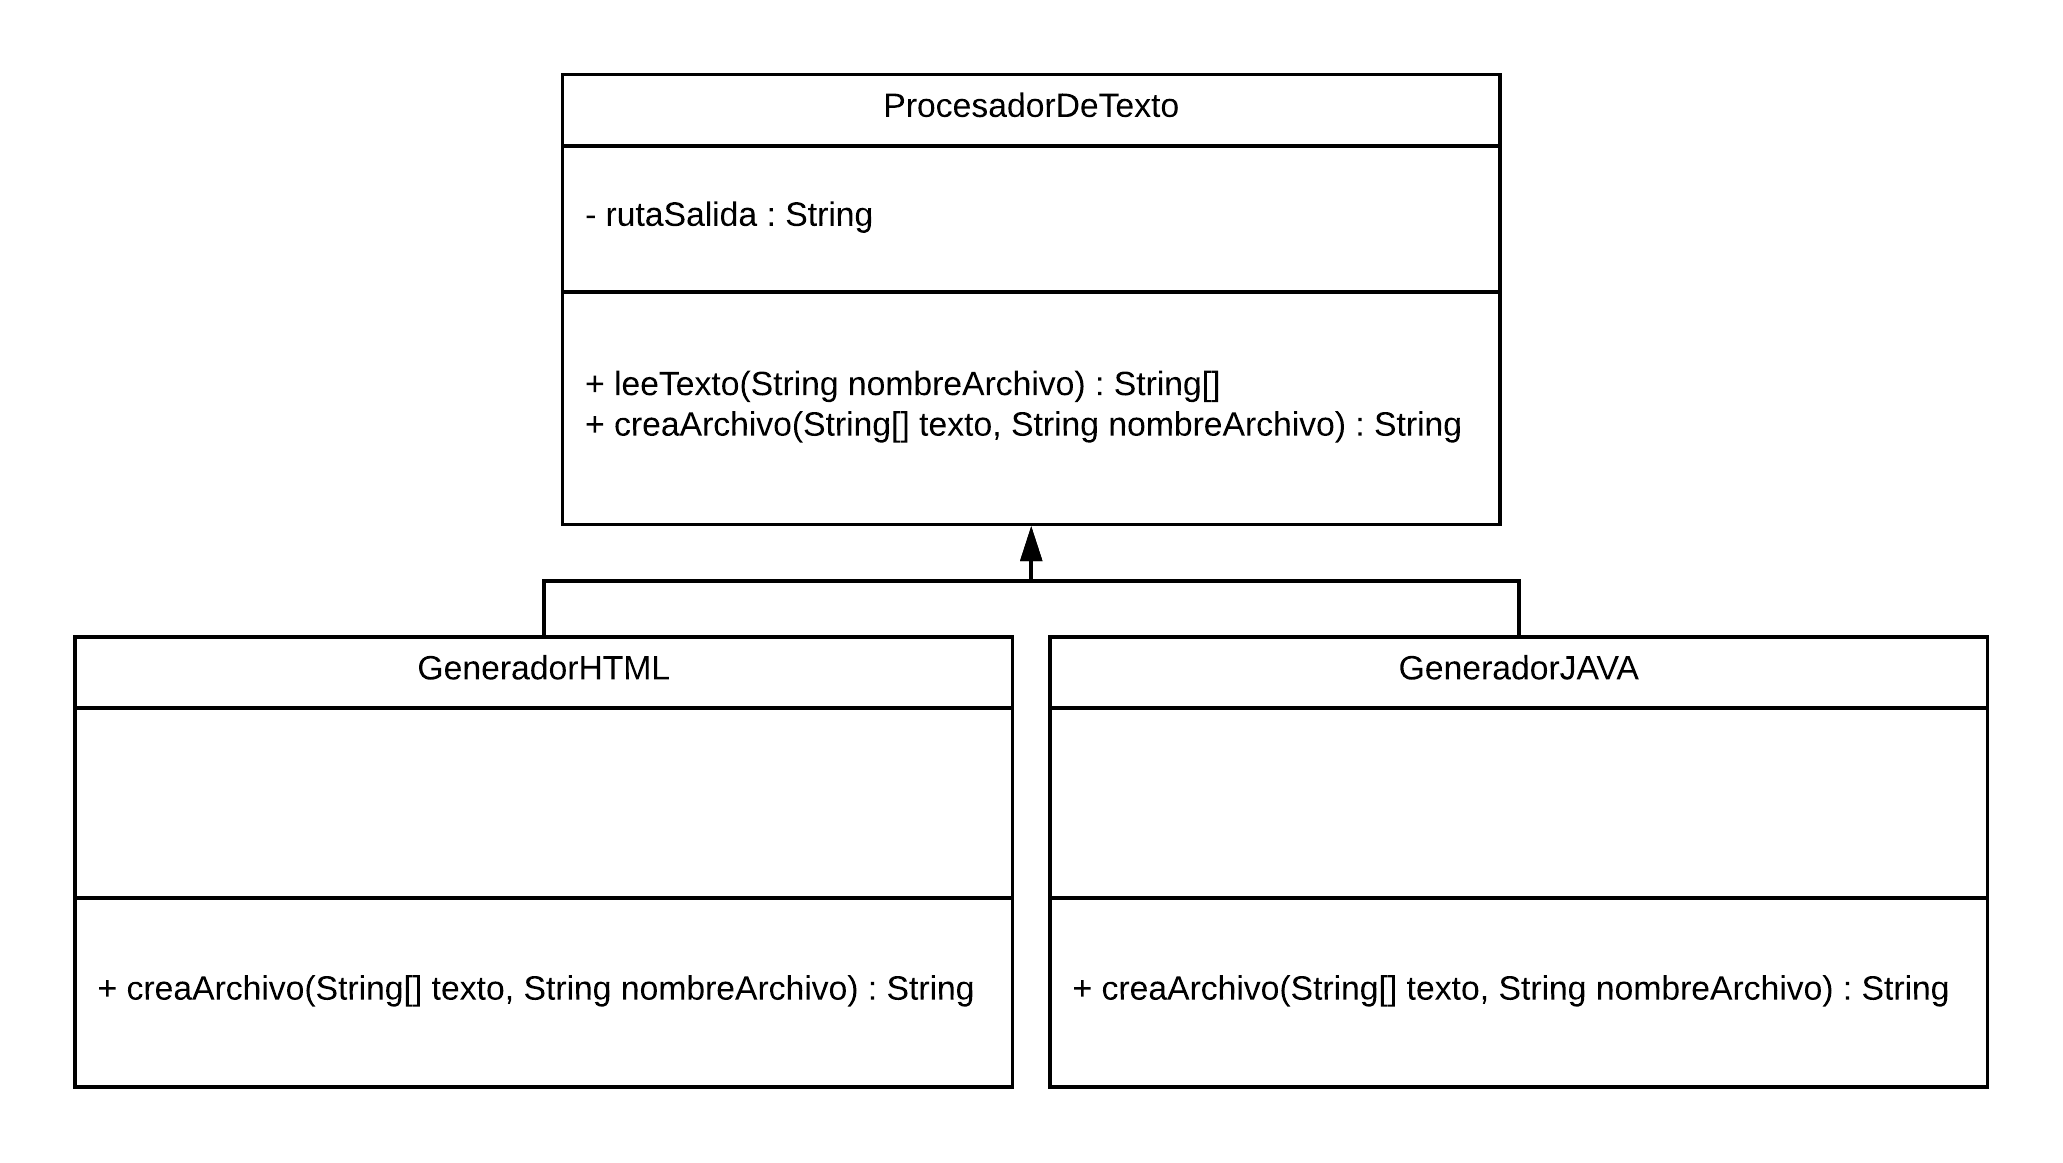 ProcesadorDeTexto
- rutaSalida : String
+ leeTexto(String nombreArchivo) : String[]
+ creaArchivo(String[] texto, String nombreArchivo) : String
GeneradorHTML
+ creaArchivo(String[] texto, String nombreArchivo) : String
GeneradorJAVA
+ creaArchivo(String[] texto, String nombreArchivo) : String